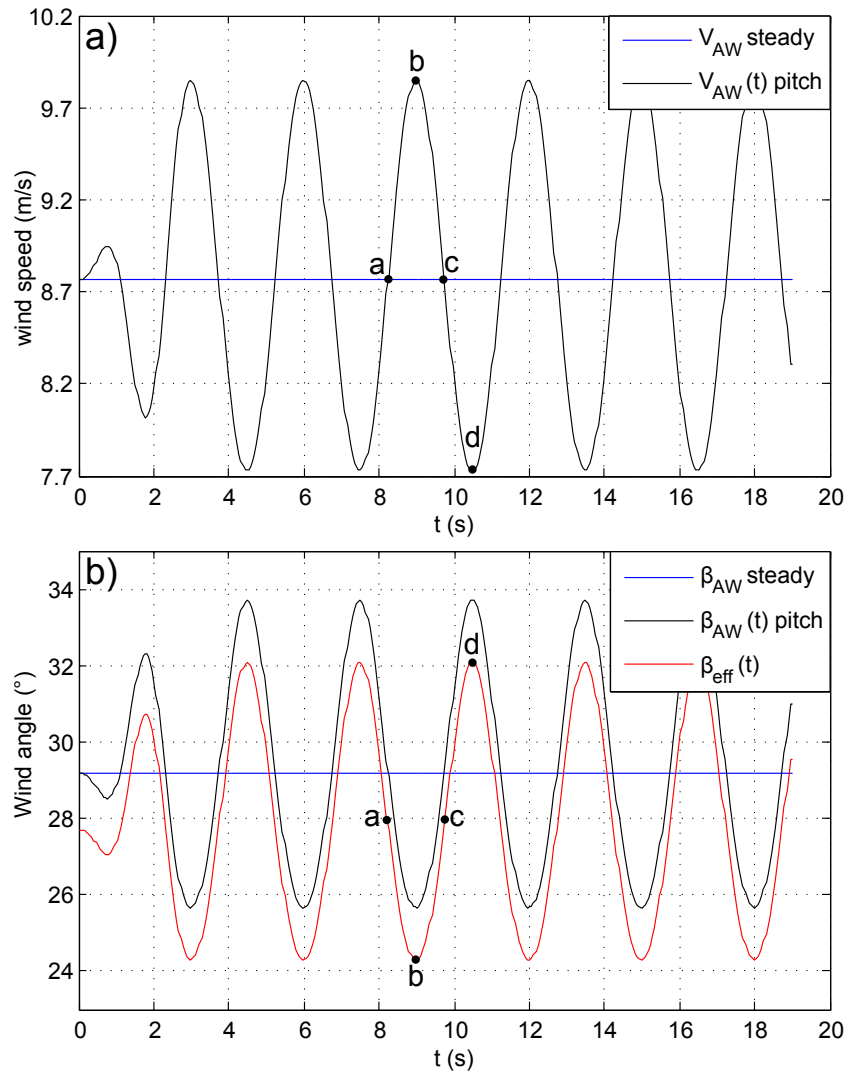 a)
10.2
9.7
9.2
8.7
8.2
7.7
wind speed (m/s)
V_AW steady
V_AW (t) pitch
b
a
c
d
0 2 4 6 8 10 12 14 16 18 20
t (s)
b)
34
32
30
28
26
24
Wind angle (°)
β_AW steady
β_AW (t) pitch
β_eff (t)
d
a
c
b
0 2 4 6 8 10 12 14 16 18 20
t (s)